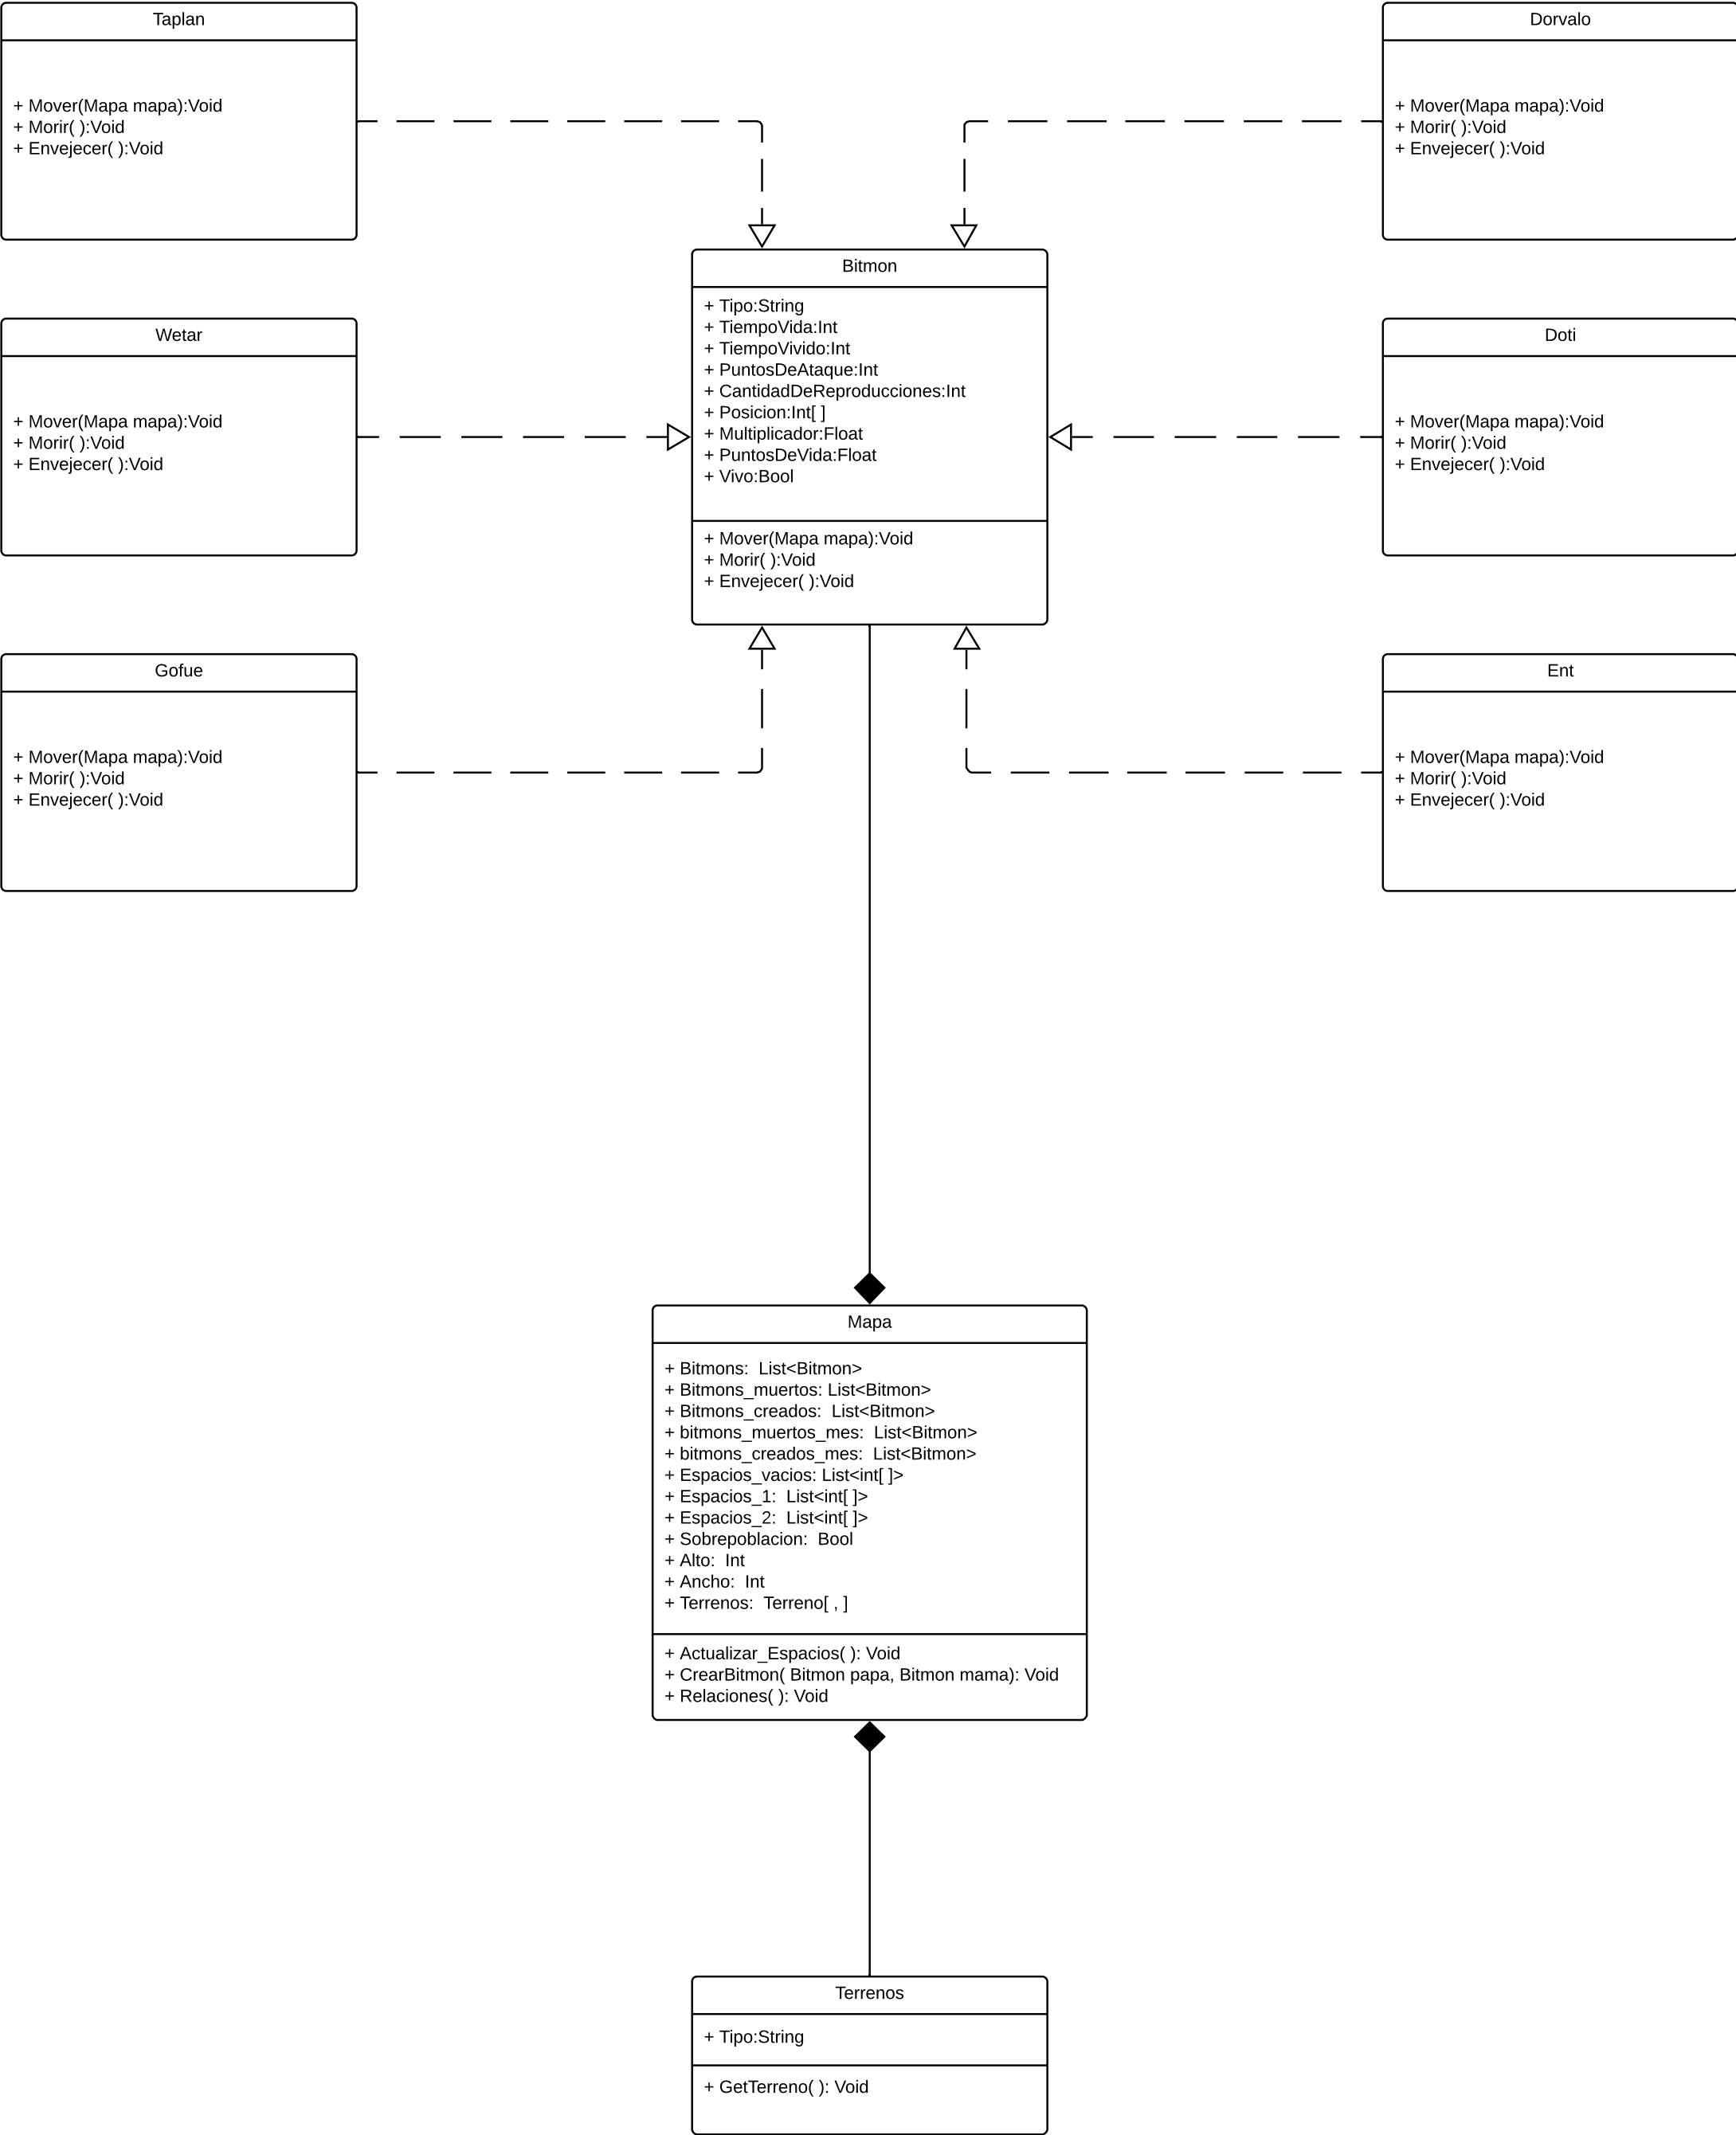 Taplan
+ Mover(Mapa mapa):Void
+ Morir( ):Void
+ Envejecer( ):Void
Dorvalo
+ Mover(Mapa mapa):Void
+ Morir( ):Void
+ Envejecer( ):Void
Bitmon
+ Tipo:String
+ TiempoVida:Int
+ TiempoVivido:Int
+ PuntosDeAtaque:Int
+ CantidadDeReproducciones:Int
+ Posicion:Int[ ]
+ Multiplicador:Float
+ PuntosDeVida:Float
+ Vivo:Bool
+ Mover(Mapa mapa):Void
+ Morir( ):Void
+ Envejecer( ):Void
Wetar
+ Mover(Mapa mapa):Void
+ Morir( ):Void
+ Envejecer( ):Void
Doti
+ Mover(Mapa mapa):Void
+ Morir( ):Void
+ Envejecer( ):Void
Gofue
+ Mover(Mapa mapa):Void
+ Morir( ):Void
+ Envejecer( ):Void
Ent
+ Mover(Mapa mapa):Void
+ Morir( ):Void
+ Envejecer( ):Void
Mapa
+ Bitmons:  List<Bitmon>
+ Bitmons_muertos: List<Bitmon>
+ Bitmons_creados:  List<Bitmon>
+ bitmons_muertos_mes:  List<Bitmon>
+ bitmons_creados_mes:  List<Bitmon>
+ Espacios_vacios: List<int[ ]>
+ Espacios_1:  List<int[ ]>
+ Espacios_2:  List<int[ ]>
+ Sobrepoblacion:  Bool
+ Alto:  Int
+ Ancho:  Int
+ Terrenos:  Terreno[ , ]
+ Actualizar_Espacios( ): Void
+ CrearBitmon( Bitmon papa, Bitmon mama): Void
+ Relaciones( ): Void
Terrenos
+ Tipo:String
+ GetTerreno( ): Void